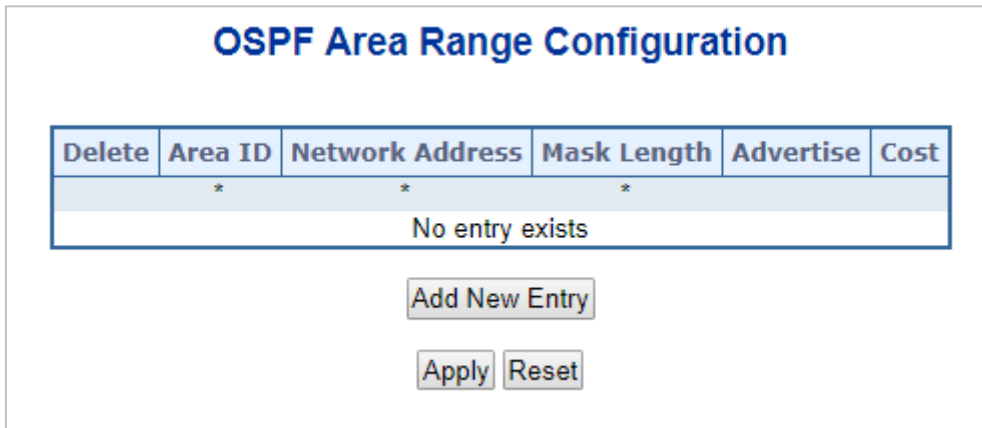 OSPF Area Range Configuration
Delete Area ID Network Address Mask Length Advertise Cost
* * *
No entry exists
Add New Entry
Apply Reset